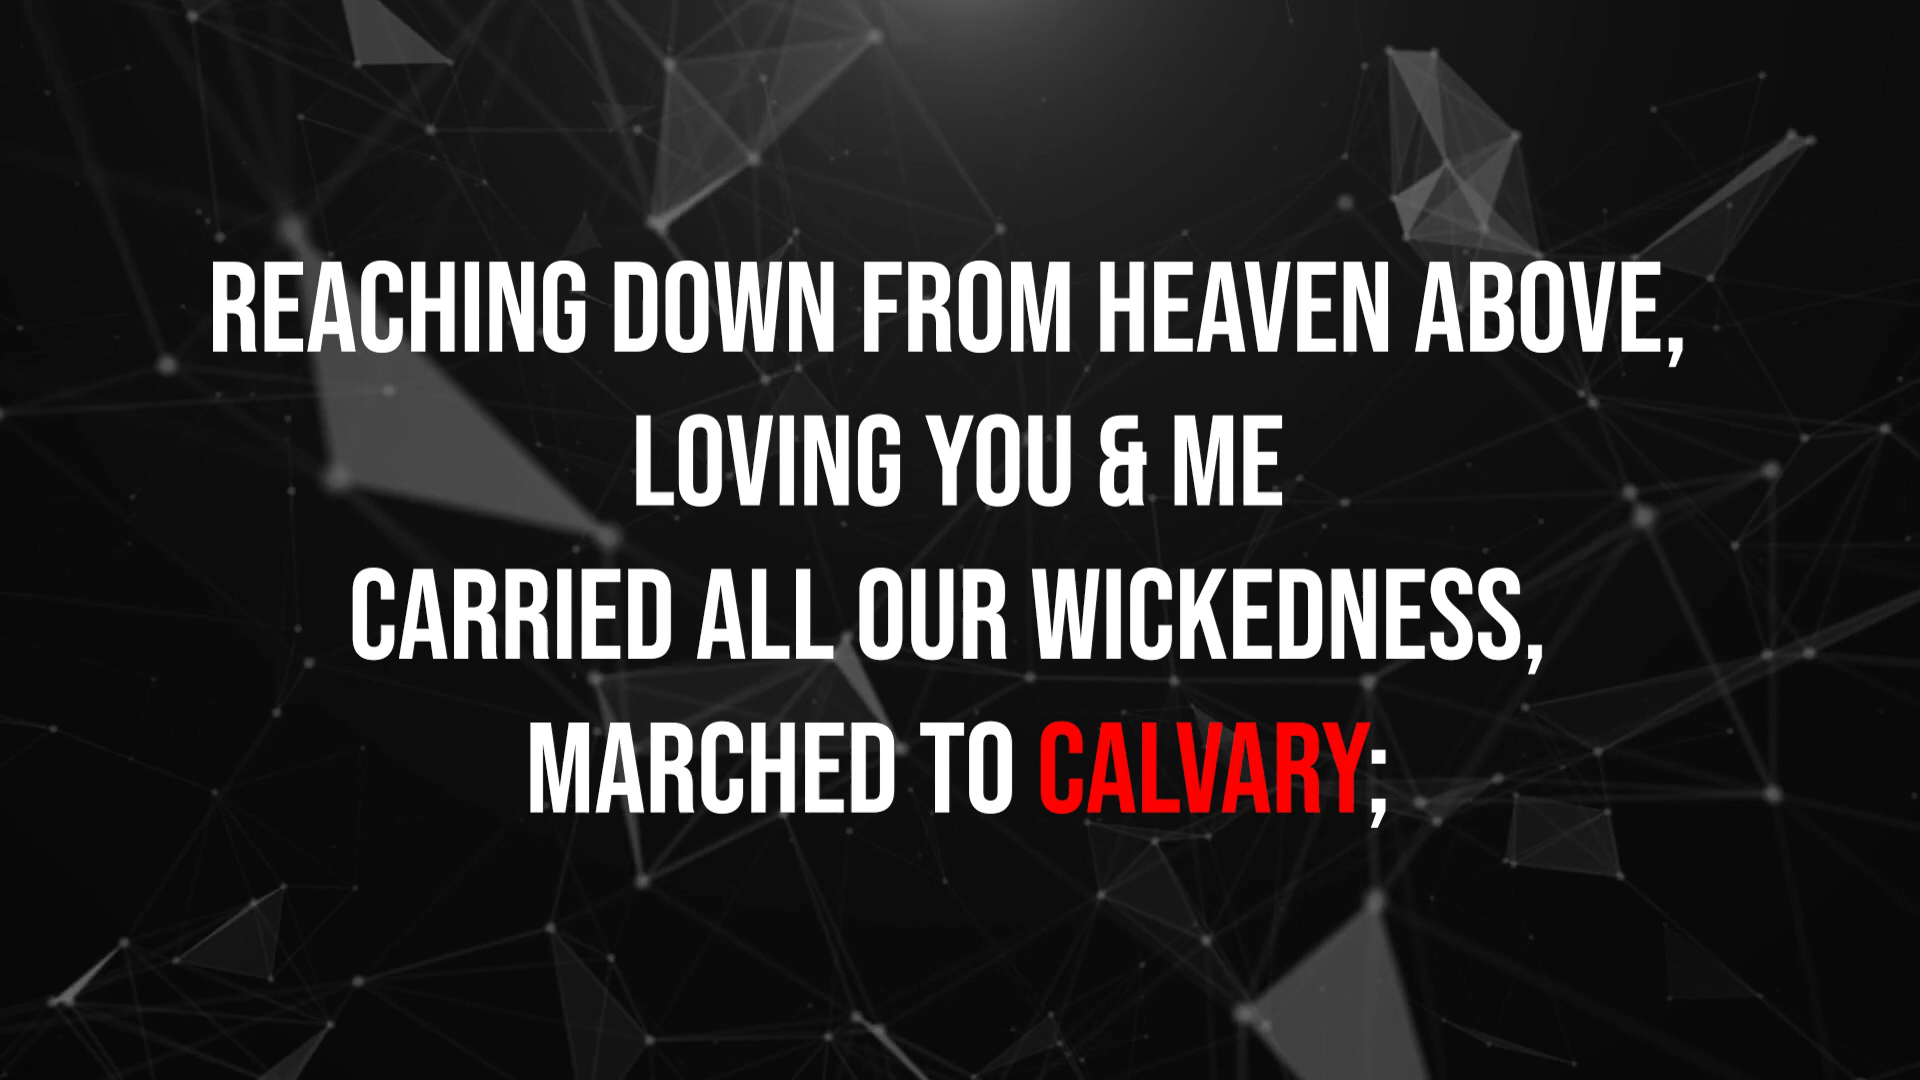 REACHING DOWN FROM HEAVEN ABOVE,
LOVING YOU & ME
CARRIED ALL OUR WICKEDNESS,
MARCHED TO CALVARY;